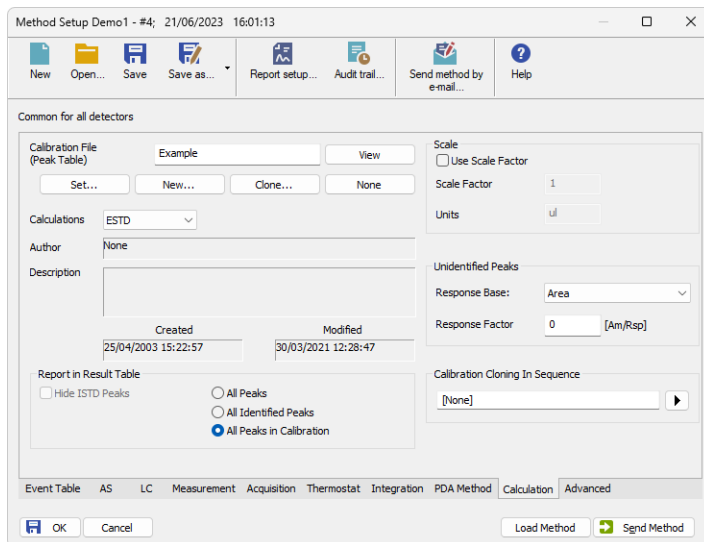 Method Setup Demo1 - #4; 21/06/2023 16:01:13
New Open... Save Save as... Report setup... Audit trail... Send method by e-mail... Help
Common for all detectors
Calibration File
(Peak Table)
Example
View
Set... New... Clone... None
Calculations ESTD
Author None
Description
Created Modified
25/04/2003 15:22:57 30/03/2021 12:28:47
Report in Result Table
Hide ISTD Peaks
All Peaks
All Identified Peaks
All Peaks in Calibration
Scale
Use Scale Factor
Scale Factor 1
Units ul
Unidentified Peaks
Response Base: Area
Response Factor 0 [Am/Rsp]
Calibration Cloning In Sequence
[None]
Event Table AS LC Measurement Acquisition Thermostat Integration PDA Method Calculation Advanced
OK Cancel Load Method Send Method